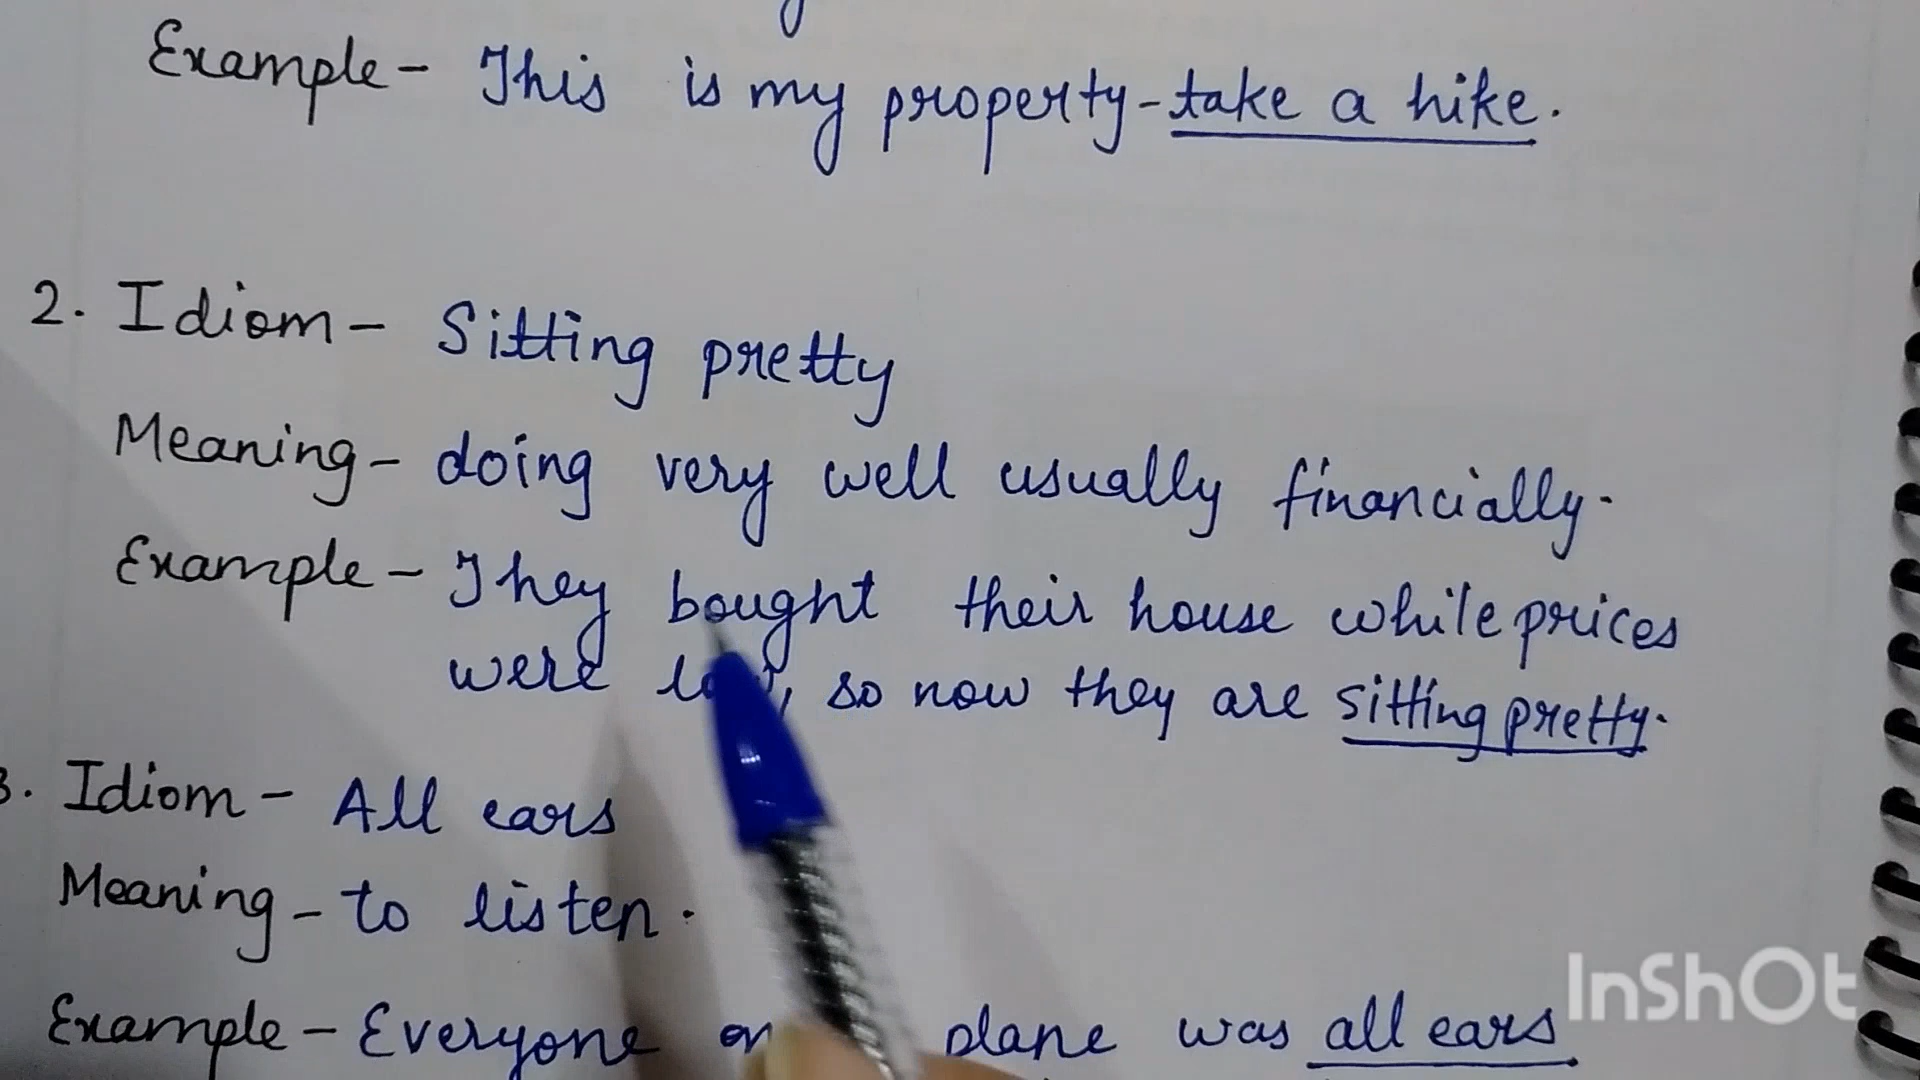 Example - This is my property - take a hike.
2. Idiom - Sitting pretty
Meaning - doing very well usually financially.
Example - They bought their house while prices
were , so now they are sitting pretty.
3. Idiom - All ears
Meaning - to listen.
Example - Everyone plane was all ears
InShOt